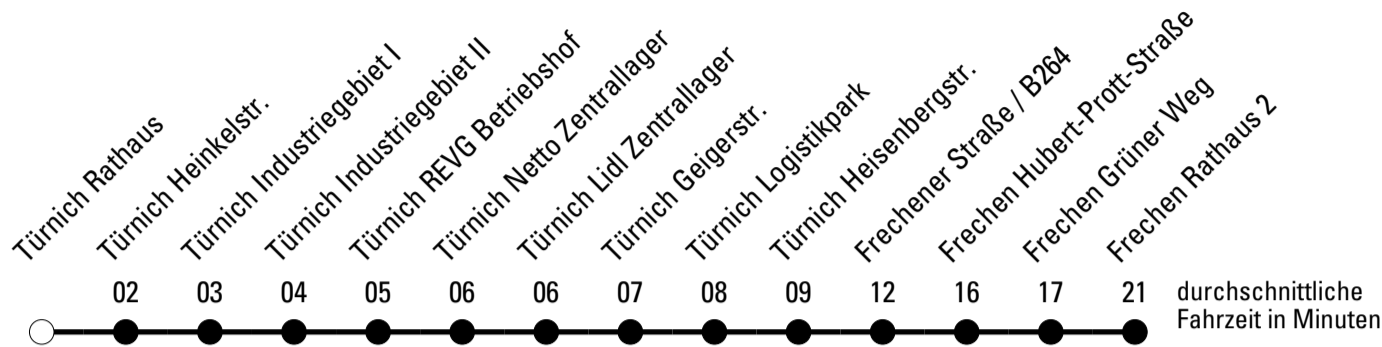 Türnich Rathaus
Türnich Heinkelstr.
Türnich Industriegebiet I
Türnich Industriegebiet II
Türnich REVG Betriebshof
Türnich Netto Zentrallager
Türnich Lidl Zentrallager
Türnich Geigerstr.
Türnich Logistikpark
Türnich Heisenbergstr.
Frechener Straße / B264
Frechen Hubert-Prott-Straße
Frechen Grüner Weg
Frechen Rathaus 2
02 03 04 05 06 06 07 08 09 12 16 17 21
durchschnittliche
Fahrzeit in Minuten